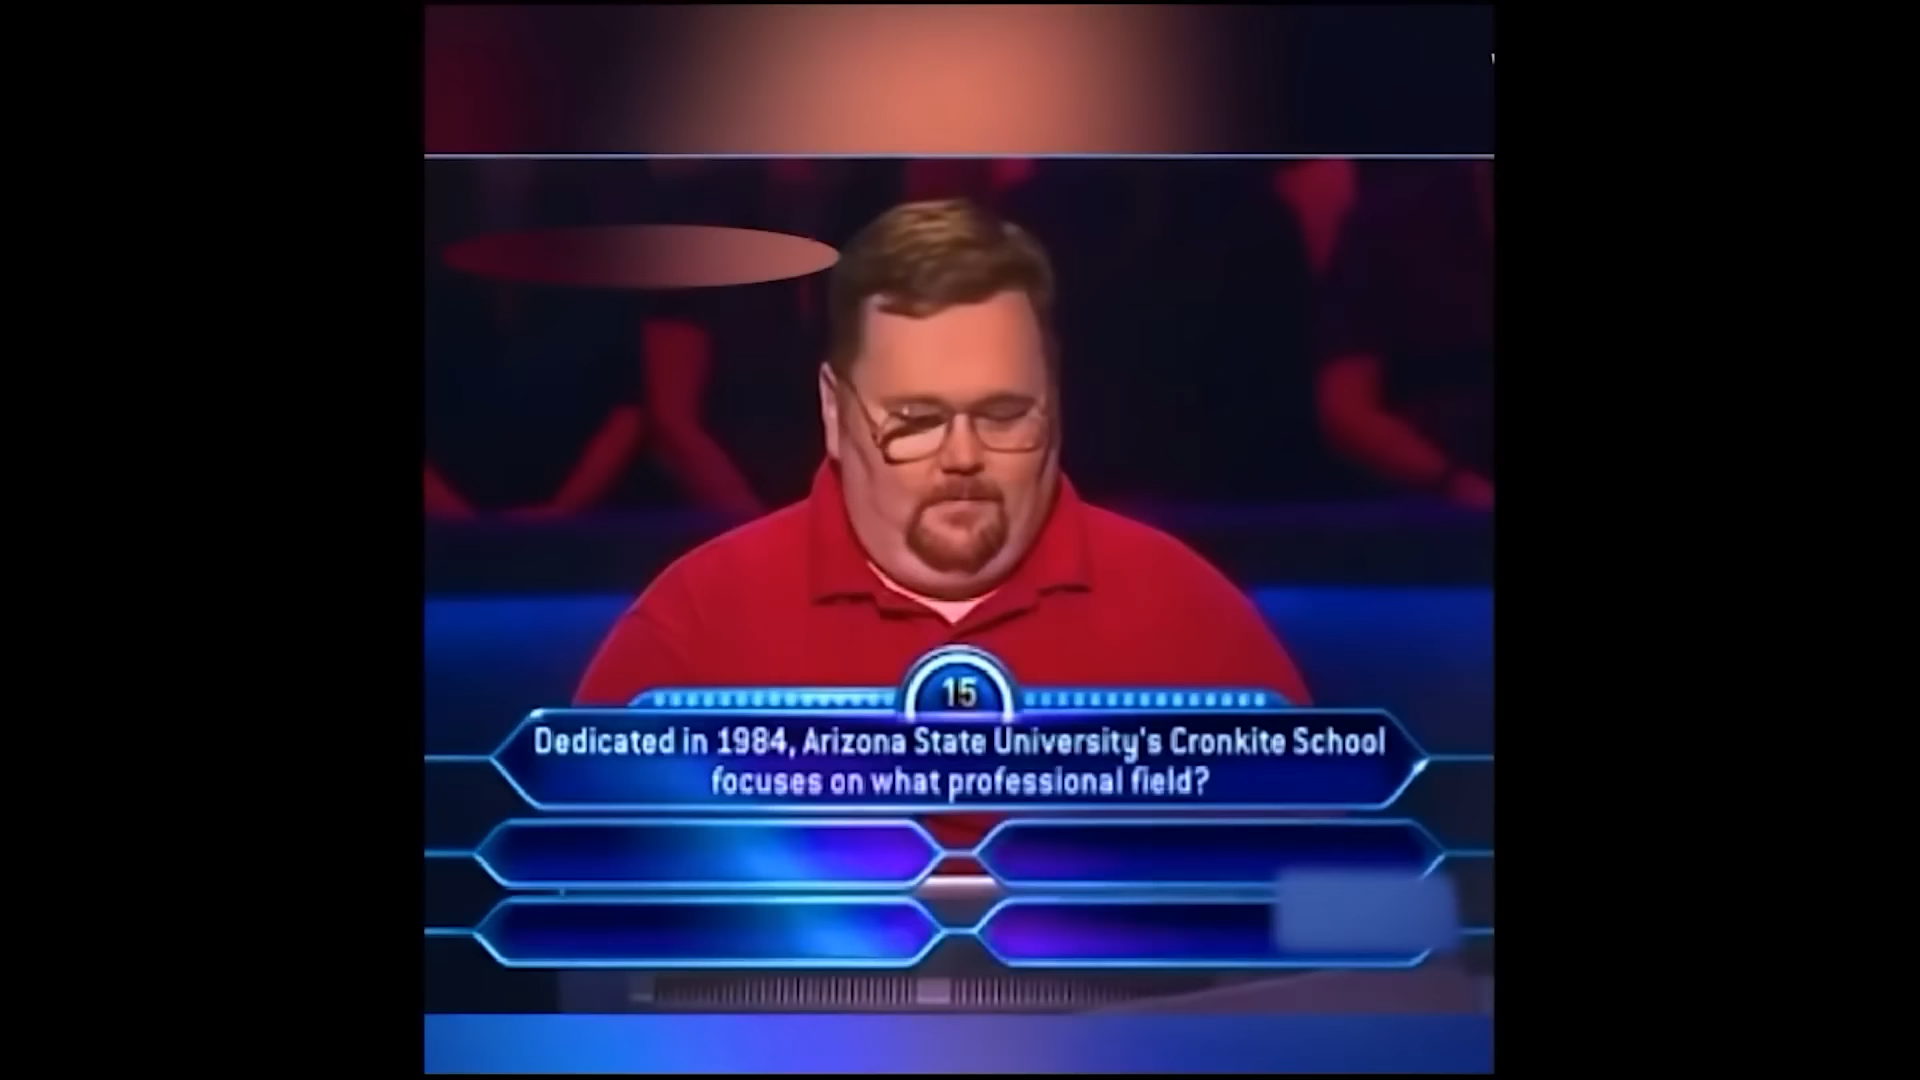 15
Dedicated in 1984, Arizona State University's Cronkite School
focuses on what professional field?